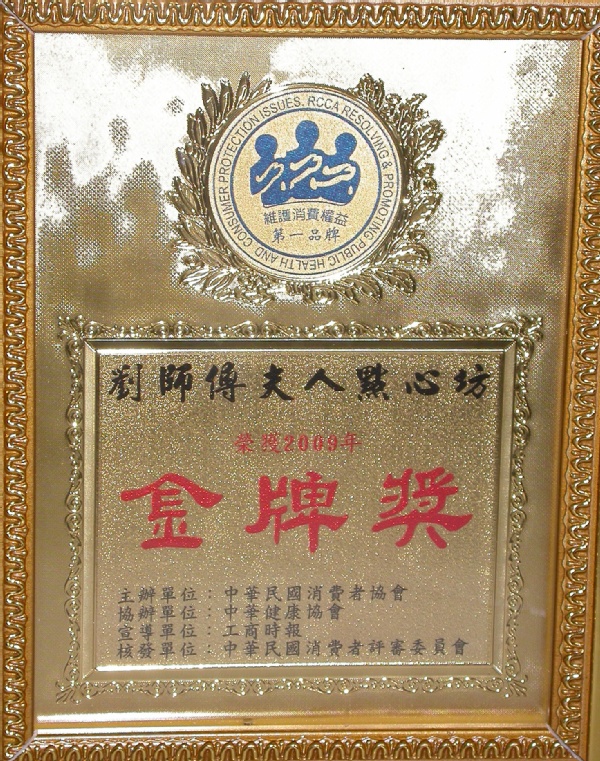 CONSUMER PROTECTION ISSUES. RCCA RESOLVING & PROMOTING PUBLIC HEALTH AND
維護消費權益
第一品牌
劉師傅夫人點心坊
榮獲2009年
金牌獎
主辦單位：中華民國消費者協會
協辦單位：中華健康協會
宣導單位：工商時報
核發單位：中華民國消費者評審委員會